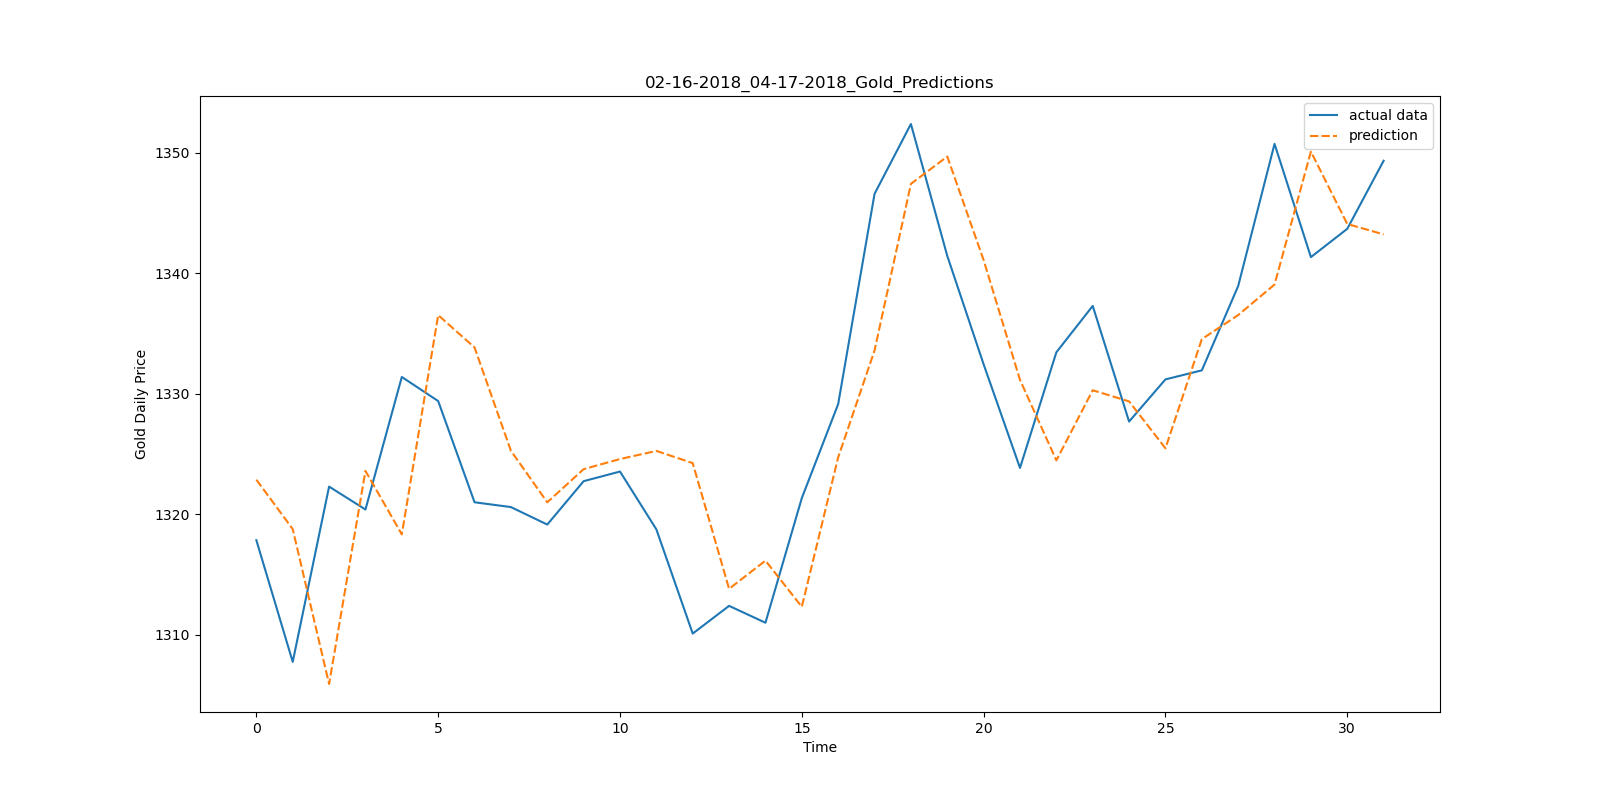 02-16-2018_04-17-2018_Gold_Predictions
actual data
prediction
1350
1340
1330
1320
1310
Gold Daily Price
0 5 10 15 20 25 30
Time